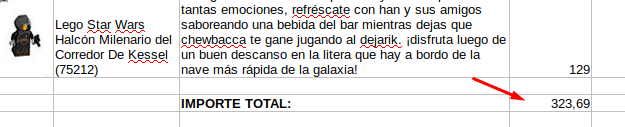 tantas emociones, refréscate con han y sus amigos
saboreando una bebida del bar mientras dejas que
chewbacca te gane jugando al dejarik. ¡disfruta luego de
un buen descanso en la litera que hay a bordo de la
nave más rápida de la galaxia!
Lego Star Wars
Halcón Milenario del
Corredor De Kessel
(75212)
129
IMPORTE TOTAL:
323,69